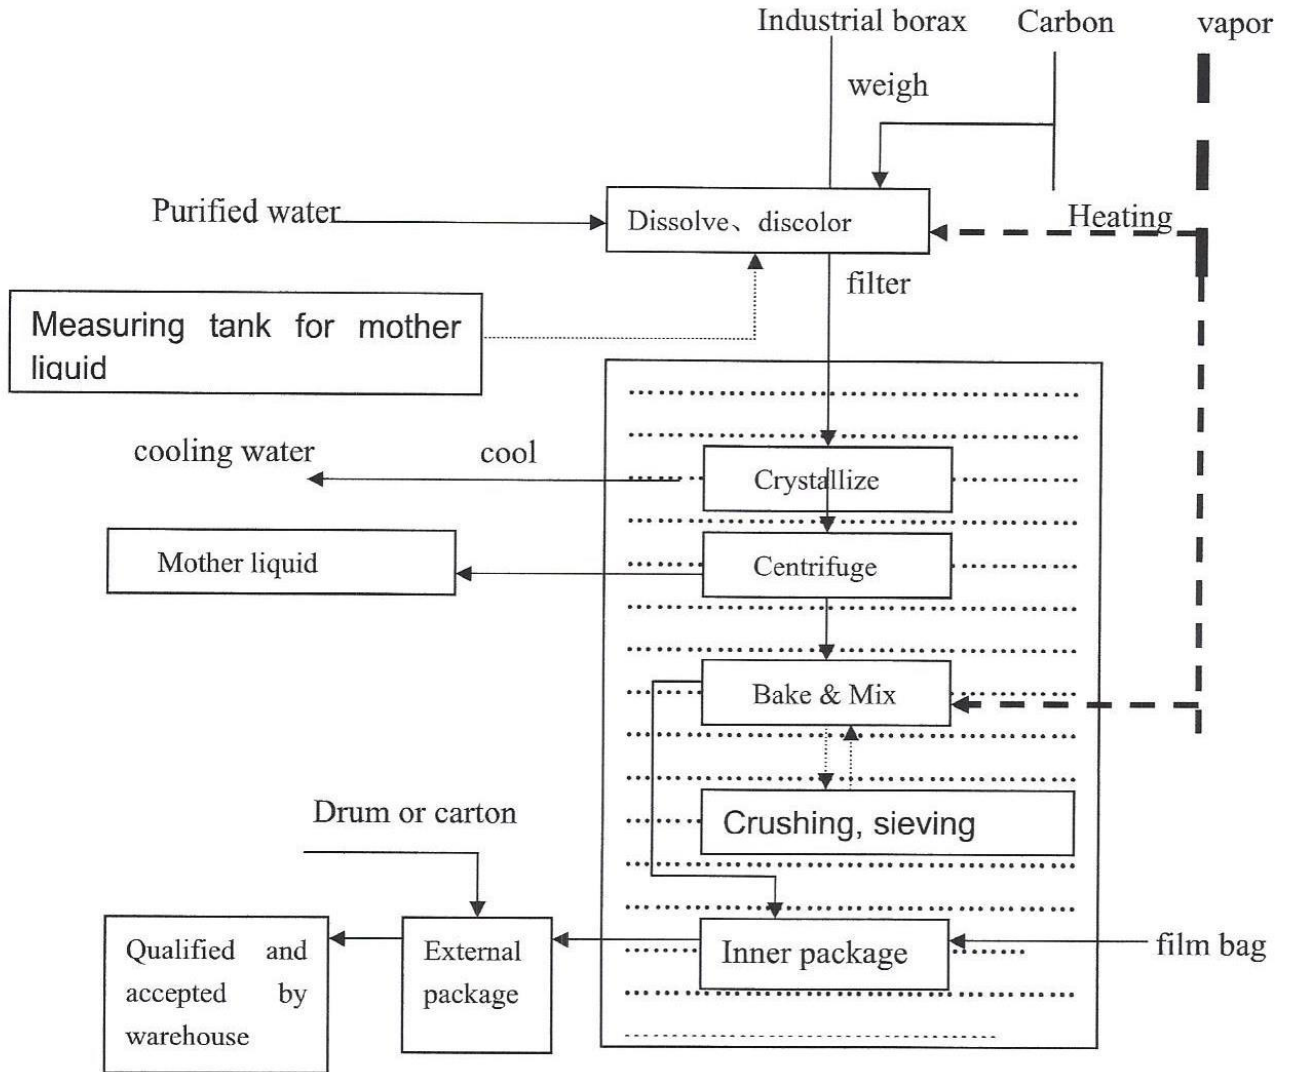 Industrial borax
Carbon
vapor
weigh
Purified water
Dissolve、discolor
Heating
filter
Measuring tank for mother
liquid
cooling water
cool
Crystallize
Mother liquid
Centrifuge
Bake & Mix
Crushing, sieving
Drum or carton
Qualified and
accepted by
warehouse
External
package
Inner package
film bag